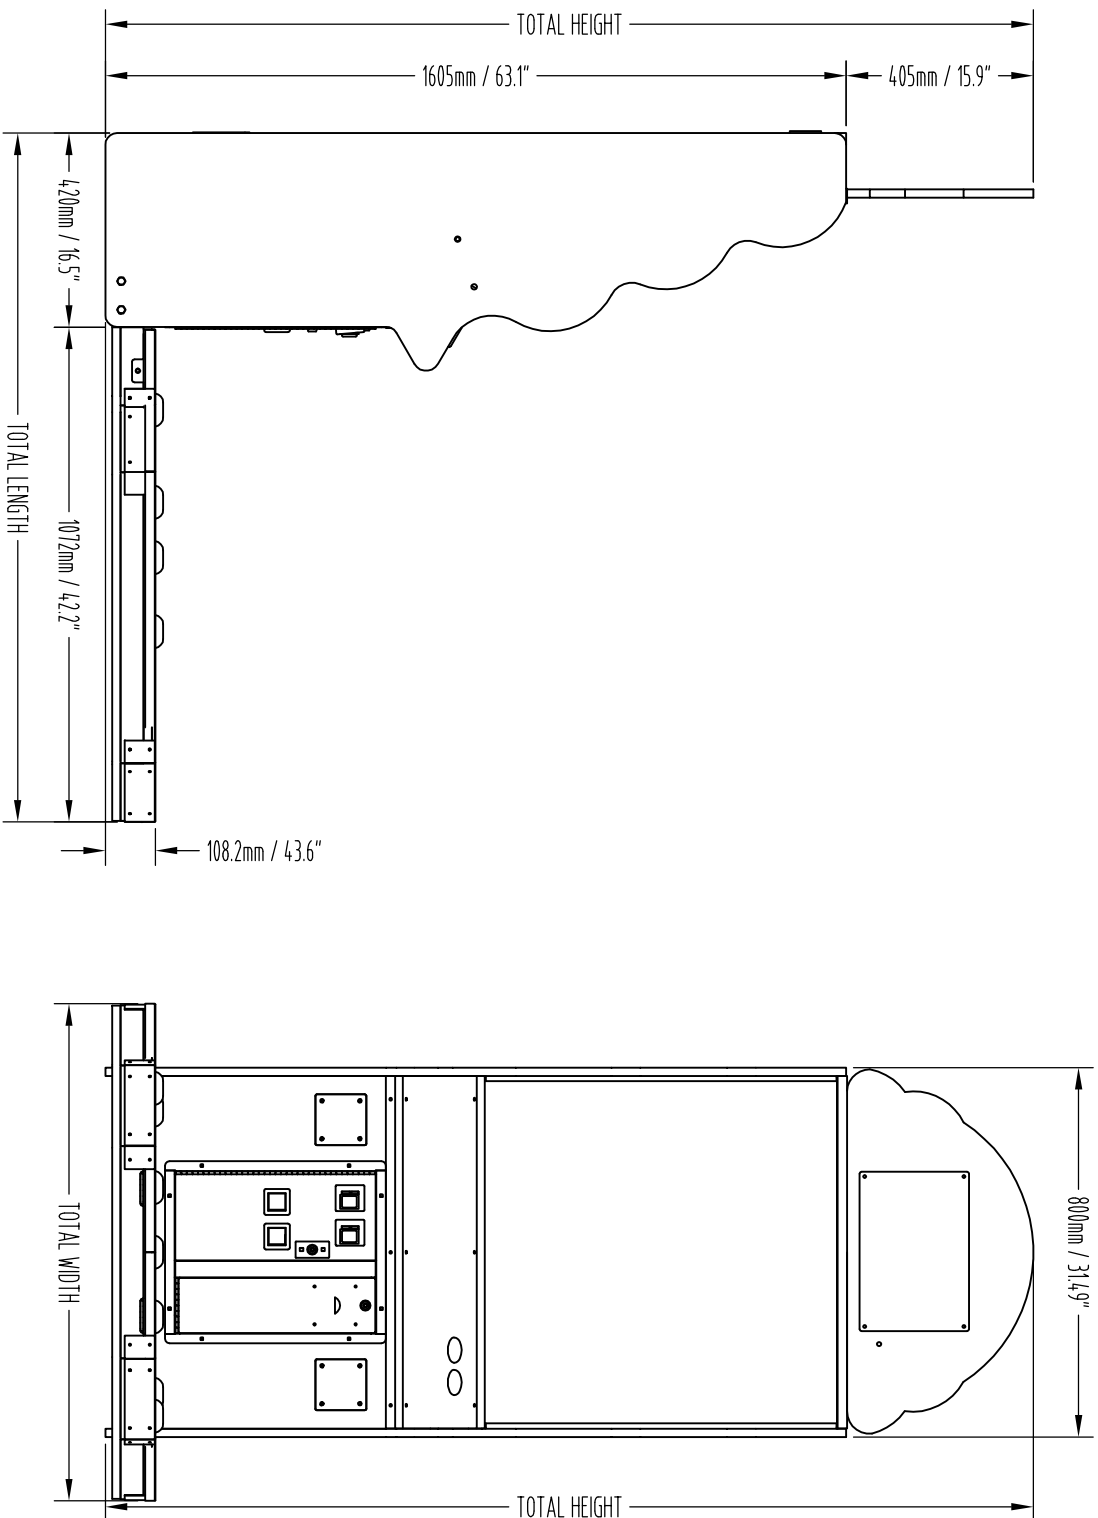 TOTAL HEIGHT
1605mm / 63.1"
405mm / 15.9"
420mm / 16.5"
TOTAL LENGTH
1072mm / 42.2"
108.2mm / 43.6"
TOTAL WIDTH
800mm / 31.49"
TOTAL HEIGHT